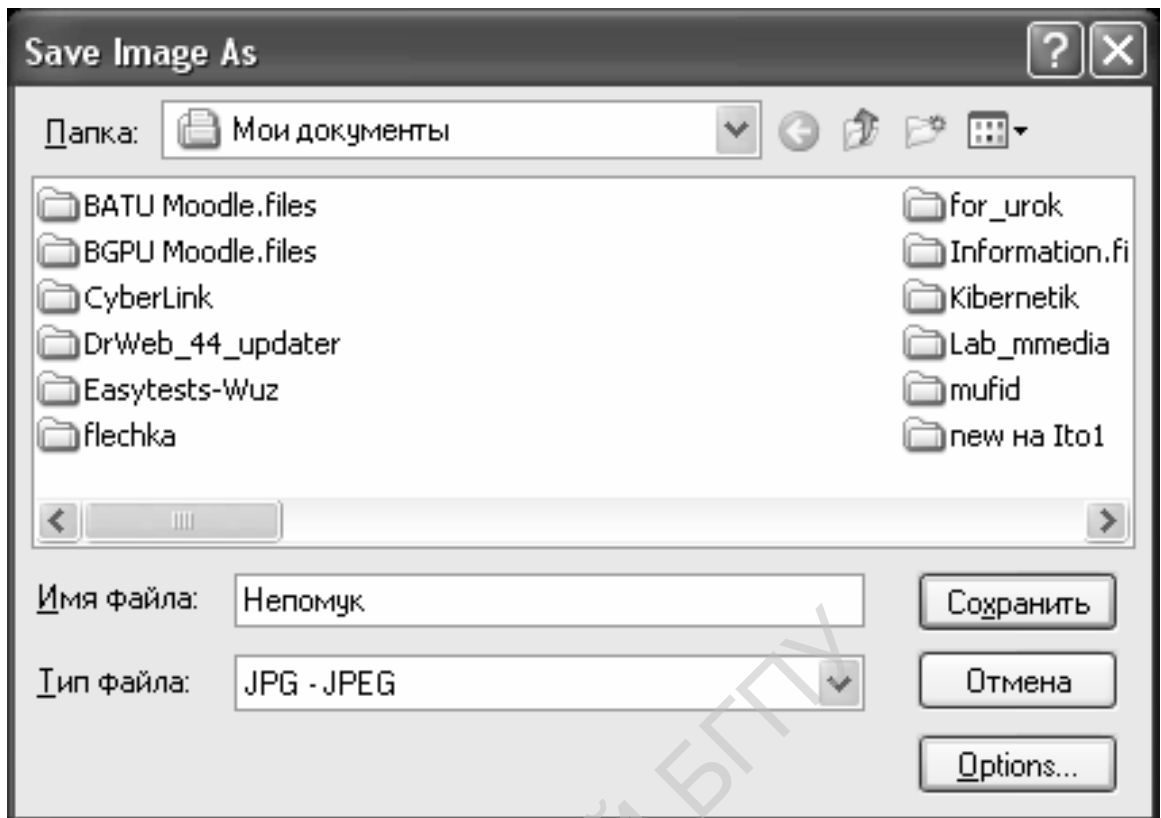 Save Image As
Папка: Мои документы
BATU Moodle.files
BGPU Moodle.files
CyberLink
DrWeb_44_updater
Easytests-Wuz
flechka
for_urok
Information.fi
Kibernetik
Lab_mmedia
mufid
new на Ito1
Имя файла: Непомук
Сохранить
Тип файла: JPG - JPEG
Отмена
Options...
БГПУ